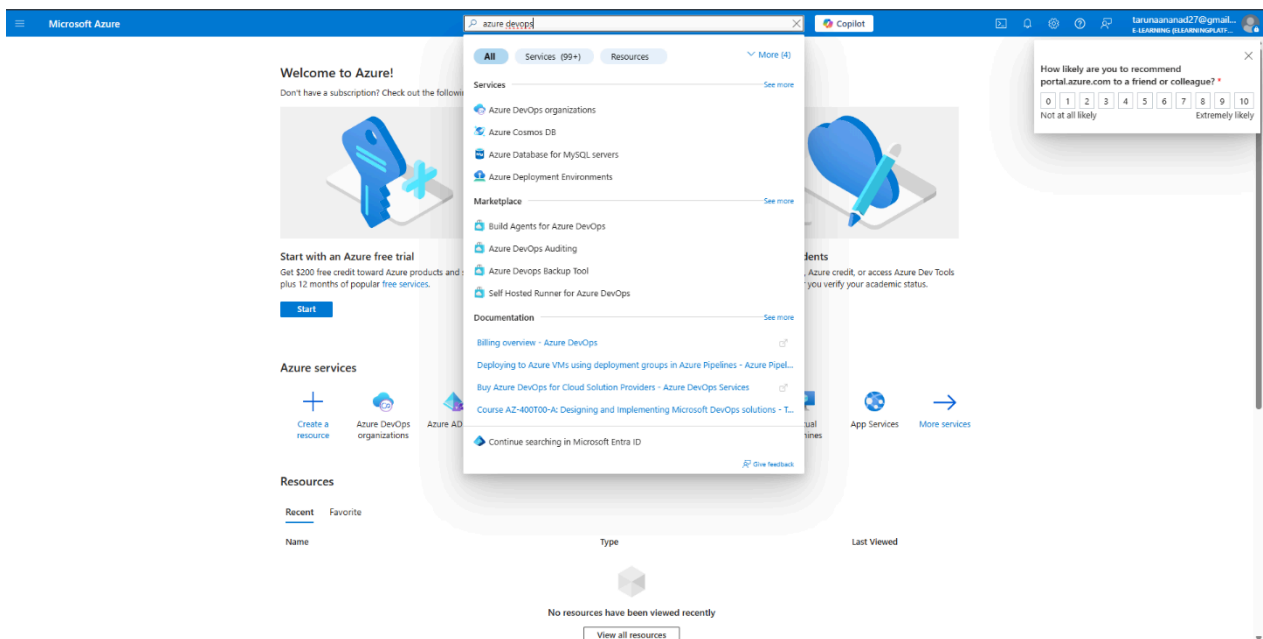 Microsoft Azure
azure devops
Copilot
tarunaananad27@gmail...
E-LEARNING (ELEARNINGPLATF...
How likely are you to recommend
portal.azure.com to a friend or colleague? *
0 1 2 3 4 5 6 7 8 9 10
Not at all likely Extremely likely
All Services (99+) Resources More (4)
Services See more
Azure DevOps organizations
Azure Cosmos DB
Azure Database for MySQL servers
Azure Deployment Environments
Marketplace See more
Build Agents for Azure DevOps
Azure DevOps Auditing
Azure Devops Backup Tool
Self Hosted Runner for Azure DevOps
Documentation See more
Billing overview - Azure DevOps
Deploying to Azure VMs using deployment groups in Azure Pipelines - Azure Pipel...
Buy Azure DevOps for Cloud Solution Providers - Azure DevOps Services
Course AZ-400T00-A: Designing and Implementing Microsoft DevOps solutions - T...
Continue searching in Microsoft Entra ID
Give feedback
Welcome to Azure!
Don't have a subscription? Check out the followi
Start with an Azure free trial
Get $200 free credit toward Azure products and
plus 12 months of popular free services.
Start
dents
, Azure credit, or access Azure Dev Tools
you verify your academic status.
Azure services
Create a
resource
Azure DevOps
organizations
Azure AD
App Services
More services
Resources
Recent Favorite
Name Type Last Viewed
No resources have been viewed recently
View all resources